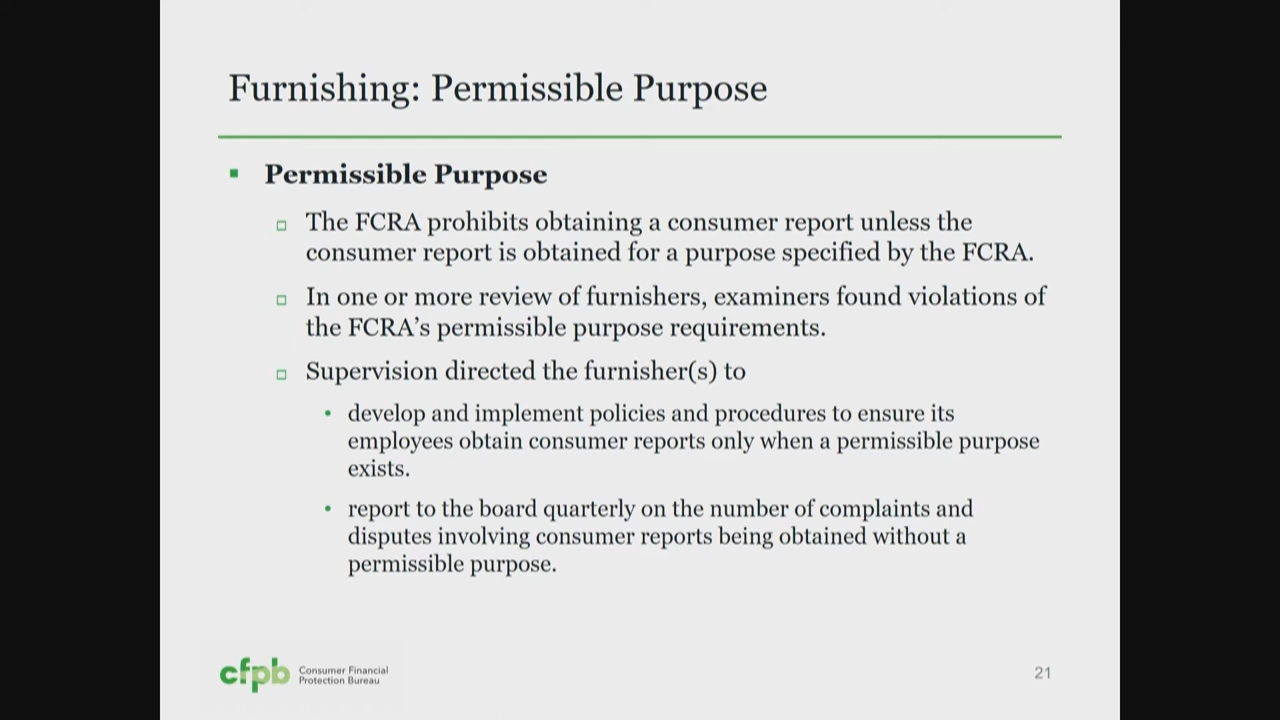 Furnishing: Permissible Purpose
Permissible Purpose
The FCRA prohibits obtaining a consumer report unless the
consumer report is obtained for a purpose specified by the FCRA.
In one or more review of furnishers, examiners found violations of
the FCRA’s permissible purpose requirements.
Supervision directed the furnisher(s) to
develop and implement policies and procedures to ensure its
employees obtain consumer reports only when a permissible purpose
exists.
report to the board quarterly on the number of complaints and
disputes involving consumer reports being obtained without a
permissible purpose.
cfpb
Consumer Financial
Protection Bureau
21